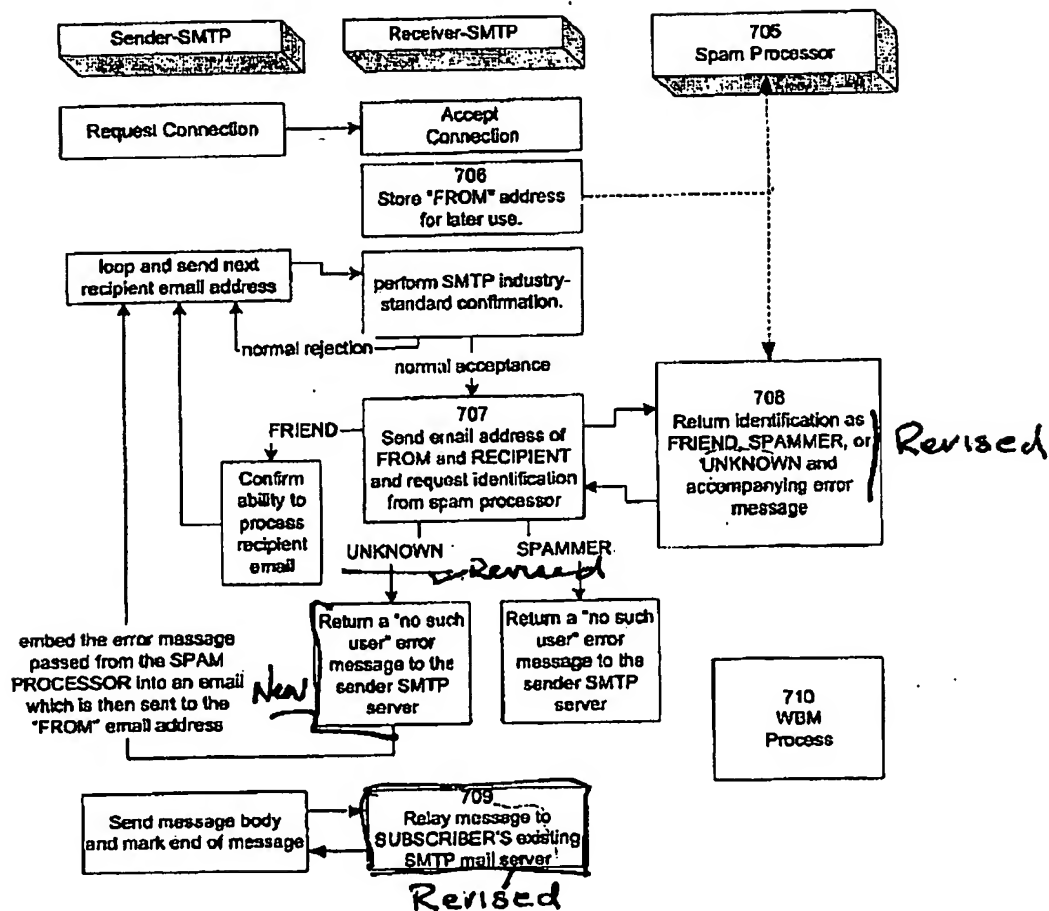 Sender-SMTP
Receiver-SMTP
705
Spam Processor
Request Connection
Accept
Connection
706
Store "FROM" address
for later use.
loop and send next
recipient email address
perform SMTP industry-
standard confirmation.
normal rejection
normal acceptance
FRIEND
707
Send email address of
FROM and RECIPIENT
and request identification
from spam processor
708
Return identification as
FRIEND, SPAMMER, or
UNKNOWN and
accompanying error
message
Revised
Confirm
ability to
process
recipient
email
UNKNOWN
SPAMMER
Revised
embed the error message
passed from the SPAM
PROCESSOR into an email
which is then sent to the
"FROM" email address
New
Return a "no such
user" error
message to the
sender SMTP
server
Return a "no such
user" error
message to the
sender SMTP
server
710
WBM
Process
Send message body
and mark end of message
709
Relay message to
SUBSCRIBER'S existing
SMTP mail server
Revised